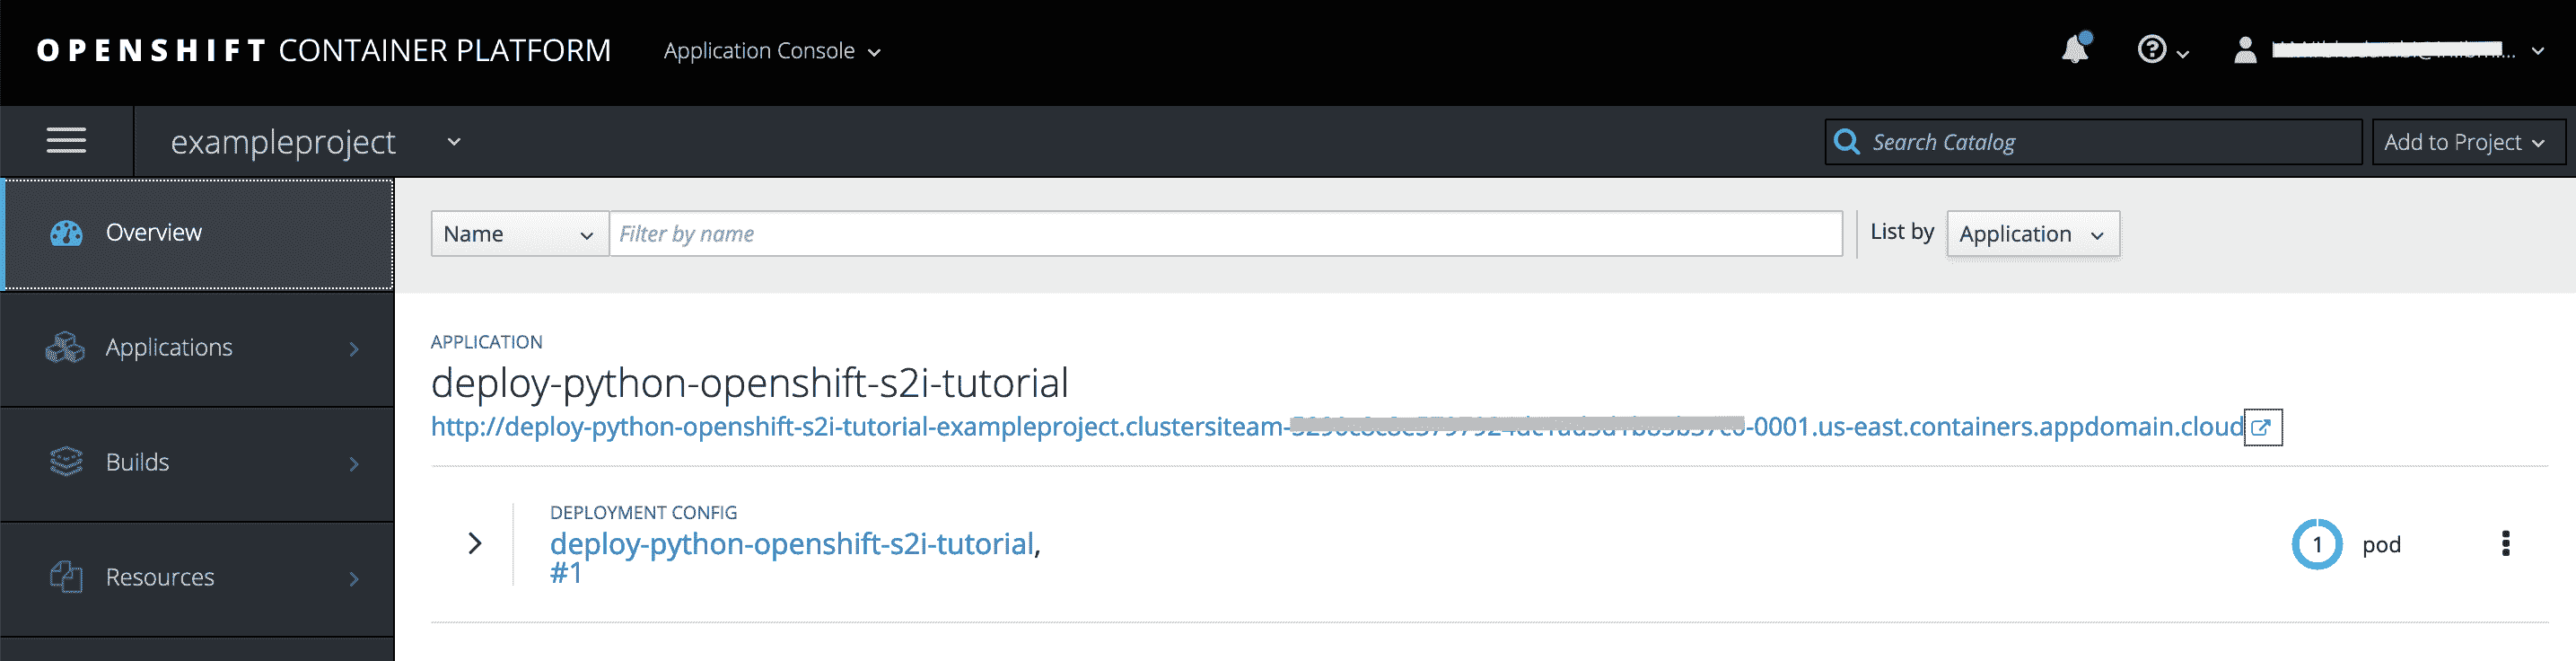 OPENSHIFT CONTAINER PLATFORM Application Console
exampleproject Search Catalog Add to Project
Overview
Applications
Builds
Resources
Name Filter by name List by Application
APPLICATION
deploy-python-openshift-s2i-tutorial
http://deploy-python-openshift-s2i-tutorial-exampleproject.clustersiteam- -0001.us-east.containers.appdomain.cloud
DEPLOYMENT CONFIG
deploy-python-openshift-s2i-tutorial,
#1
1 pod